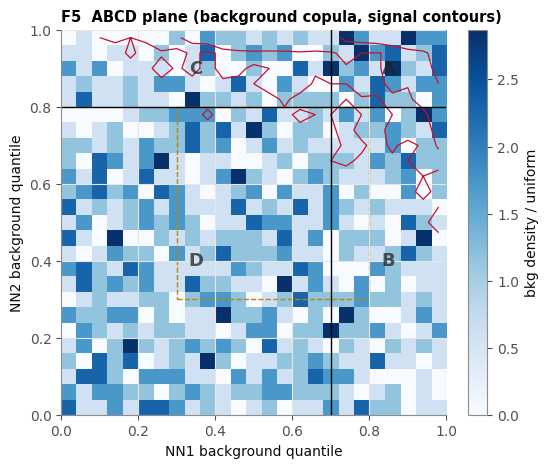 F5 ABCD plane (background copula, signal contours)
1.0
0.8
0.6
0.4
0.2
0.0
NN2 background quantile
C
A
D
B
0.0
0.2
0.4
0.6
0.8
1.0
NN1 background quantile
2.5
2.0
1.5
1.0
0.5
0.0
bkg density / uniform